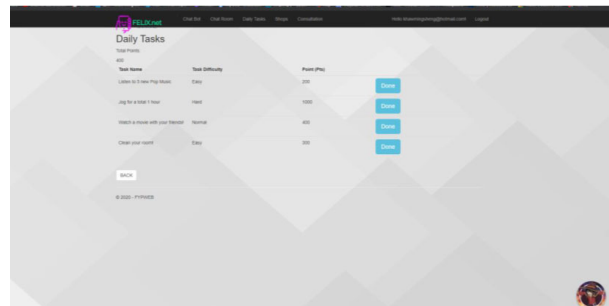 FELIX.net Chat Bot Chat Room Daily Tasks Shops Consultation Logout
Daily Tasks
Total Points:
400
Task Name Task Difficulty Point (Pts)
Listen to 5 new Pop Music Easy 200 Done
Jog for a total 1 hour Hard 1000 Done
Watch a movie with your friends! Normal 400 Done
Clean your room! Easy 300 Done
BACK
© 2020 - FYPWEB